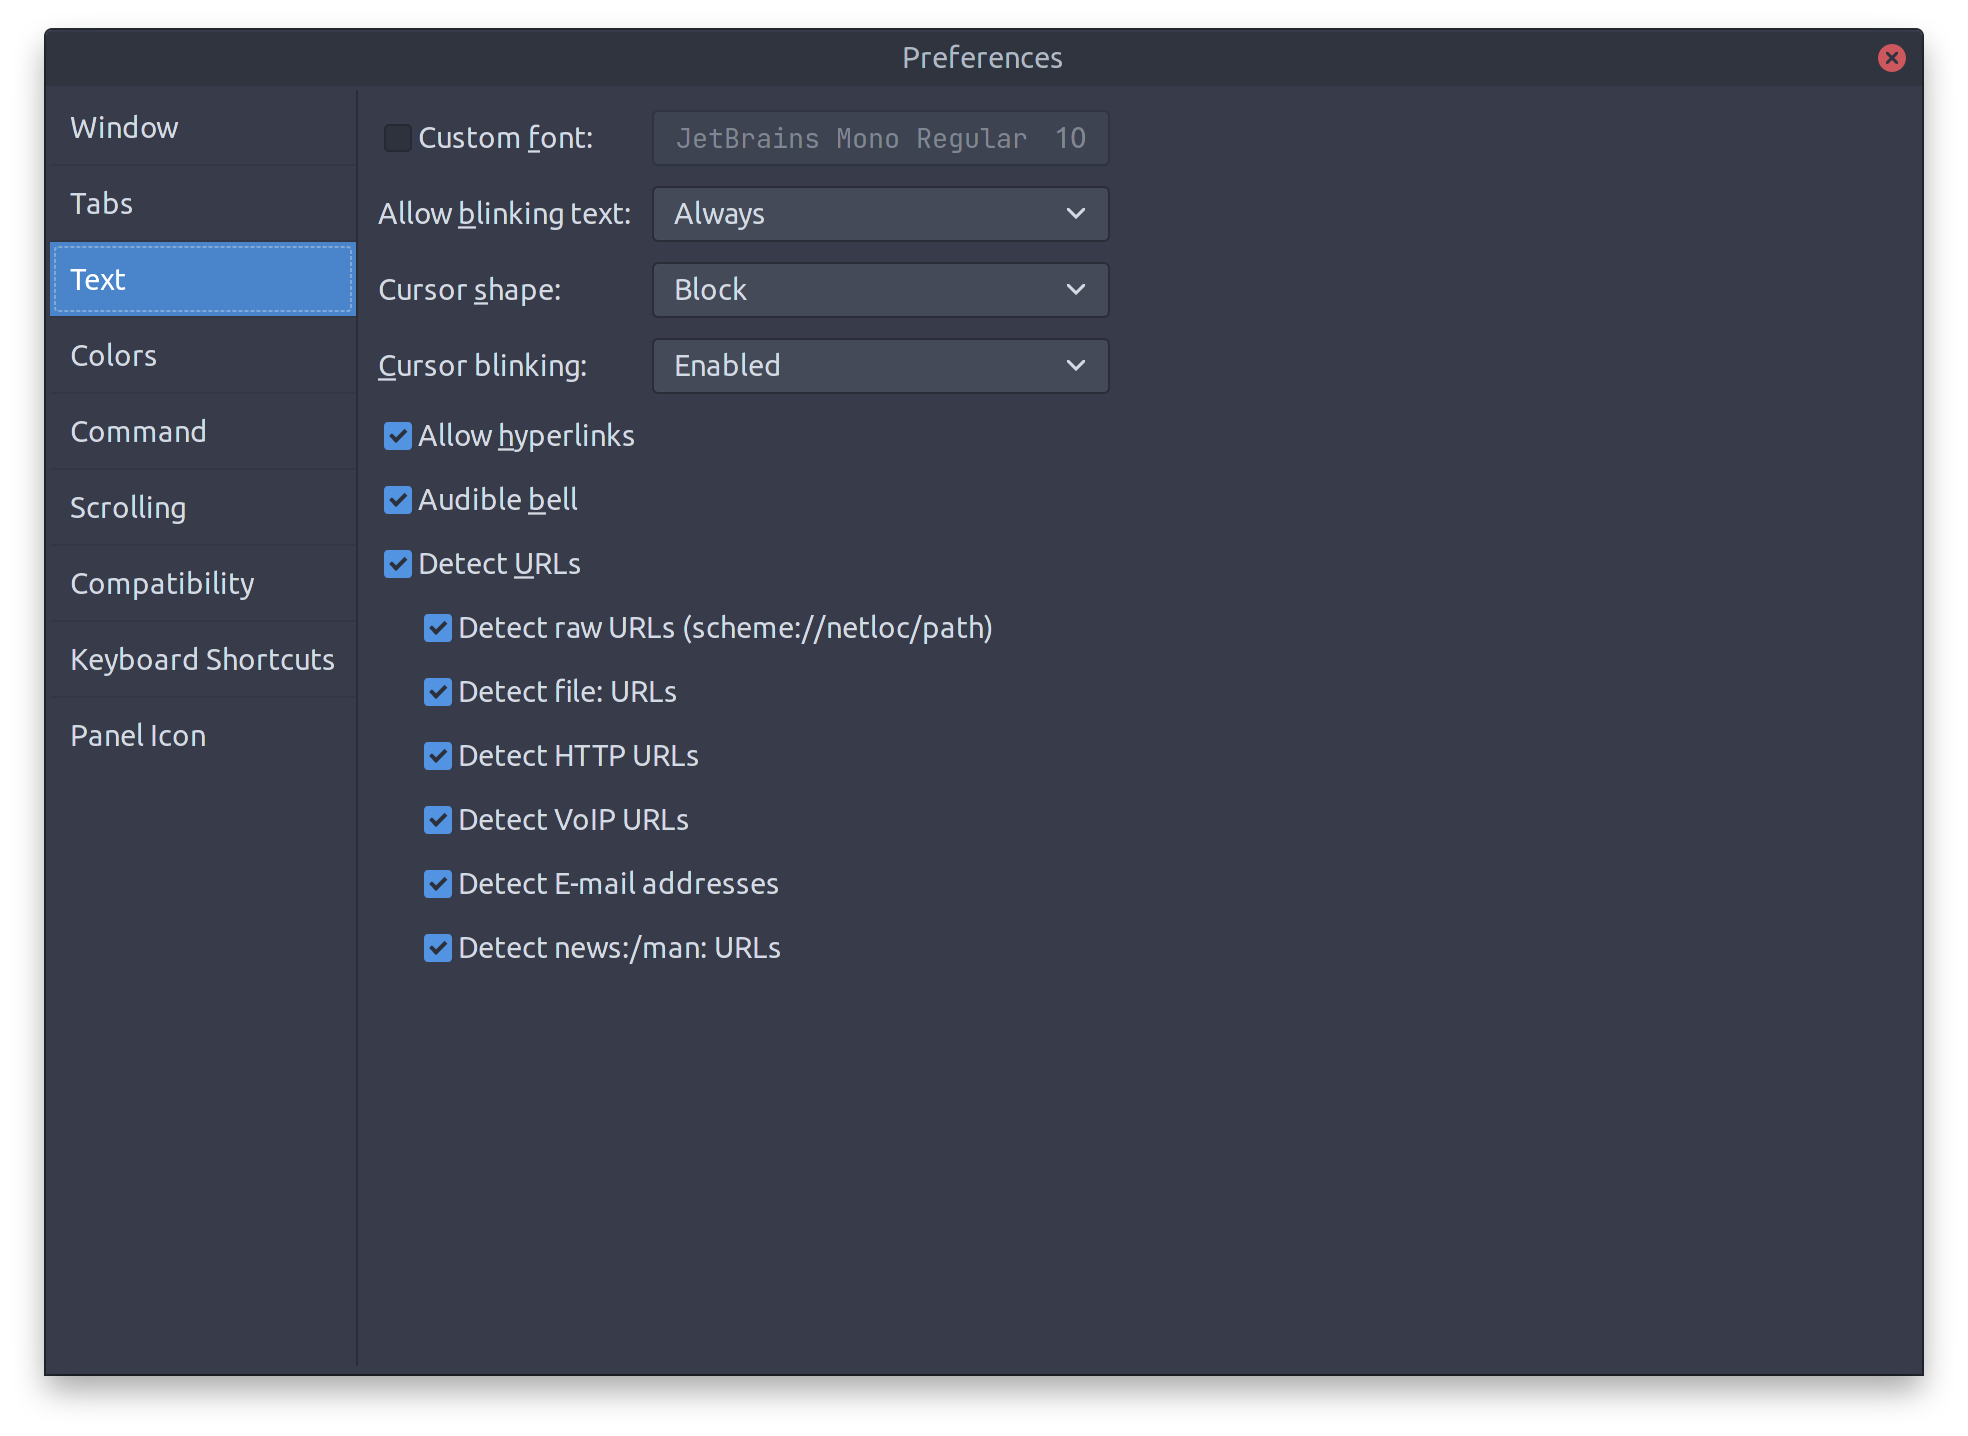 Preferences
Window
Tabs
Text
Colors
Command
Scrolling
Compatibility
Keyboard Shortcuts
Panel Icon
Custom font: JetBrains Mono Regular 10
Allow blinking text: Always
Cursor shape: Block
Cursor blinking: Enabled
Allow hyperlinks
Audible bell
Detect URLs
Detect raw URLs (scheme://netloc/path)
Detect file: URLs
Detect HTTP URLs
Detect VoIP URLs
Detect E-mail addresses
Detect news:/man: URLs